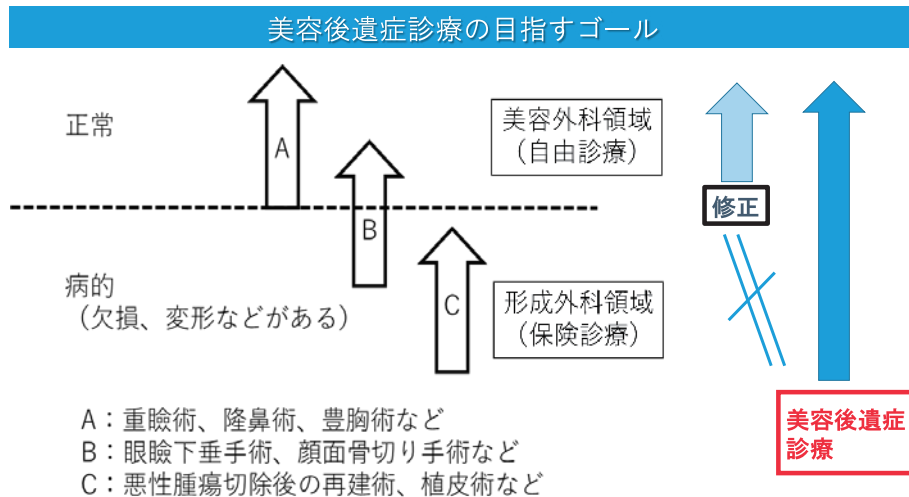 美容後遺症診療の目指すゴール
正常
A
美容外科領域
（自由診療）
修正
B
病的
（欠損、変形などがある）
C
形成外科領域
（保険診療）
美容後遺症
診療
A：重瞼術、隆鼻術、豊胸術など
B：眼瞼下垂手術、顔面骨切り手術など
C：悪性腫瘍切除後の再建術、植皮術など